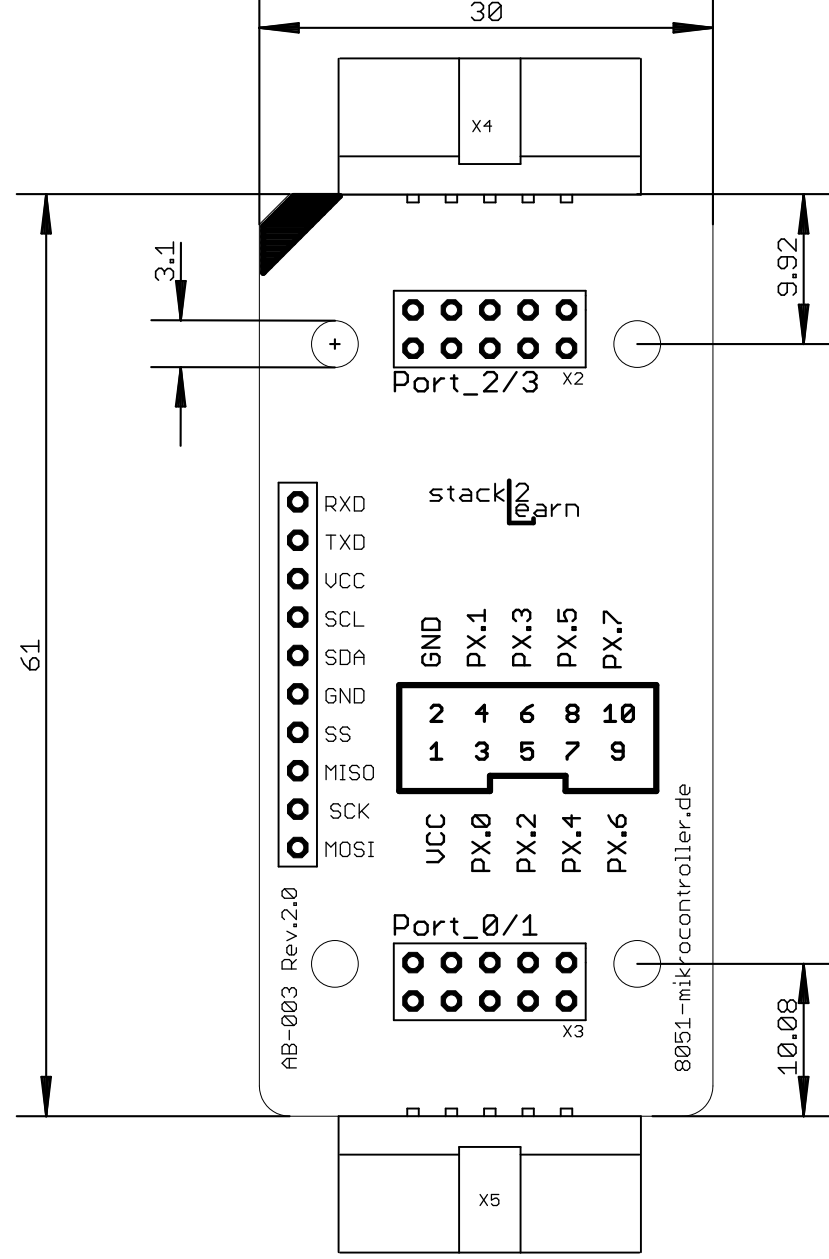 30
X4
3.1
9.92
Port_2/3 X2
stack2
Learn
RXD
TXD
VCC
SCL
SDA
GND
SS
MISO
SCK
MOSI
61
GND PX.1 PX.3 PX.5 PX.7
2 4 6 8 10
1 3 5 7 9
VCC PX.0 PX.2 PX.4 PX.6
AB-003 Rev.2.0
8051-mikrocontroller.de
Port_0/1
X3
10.08
X5